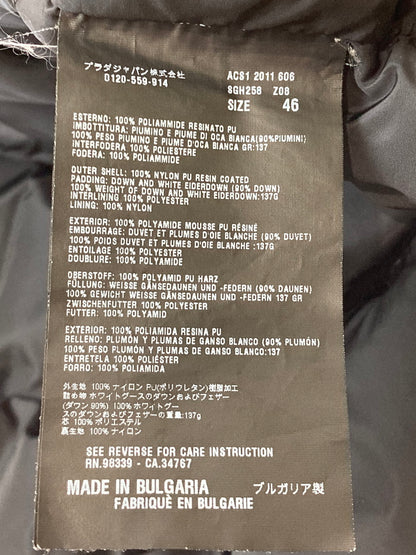 プラダジャパン株式会社
0120-559-914
ACS1 2011 606
SGH258 Z08
SIZE 46
ESTERNO: 100% POLIAMMIDE RESINATO PU
IMBOTTITURA: PIUMINO E PIUME DI OCA BIANCA(90%PIUMINI)
100% PESO PIUMINO E PIUME D'OCA BIANCA GR:137
INTERFODERA 100% POLIESTERE
FODERA: 100% POLIAMMIDE
OUTER SHELL: 100% NYLON PU RESIN COATED
PADDING: DOWN AND WHITE EIDERDOWN (90% DOWN)
100% WEIGHT OF DOWN AND WHITE EIDERDOWN:137G
INTERLINING 100% POLYESTER
LINING: 100% NYLON
EXTERIOR: 100% POLYAMIDE MOUSSE PU RÉSINÉ
EMBOURRAGE: DUVET ET PLUMES D'OIE BLANCHE (90% DUVET)
100% POIDS DUVET ET PLUMES D'OIE BLANCHE :137G
ENTOILAGE 100% POLYESTER
DOUBLURE: 100% POLYAMIDE
OBERSTOFF: 100% POLYAMID PU HARZ
FÜLLUNG: WEISSE GÄNSEDAUNEN UND -FEDERN (90% DAUNEN)
100% GEWICHT WEISSE GÄNSEDAUNEN UND -FEDERN 137 GR
ZWISCHENFUTTER 100% POLYESTER
FUTTER: 100% POLYAMID
EXTERIOR: 100% POLIAMIDA RESINA PU
RELLENO: PLUMÓN Y PLUMAS DE GANSO BLANCO (90% PLUMÓN)
100% PESO PLUMÓN Y PLUMAS DE GANSO BLANCO:137
ENTRETELA 100% POLIÉSTER
FORRO: 100% POLIAMIDA
外生地 100% ナイロン PU(ポリウレタン)樹脂加工
詰め物 ホワイトグースのダウンおよびフェザー
(ダウン 90%) 100% ホワイトグー
スのダウンおよびフェザーの重量:137g
芯 100% ポリエステル
裏生地 100% ナイロン
SEE REVERSE FOR CARE INSTRUCTION
RN.98339 - CA.34767
MADE IN BULGARIA ブルガリア製
FABRIQUÈ EN BULGARIE